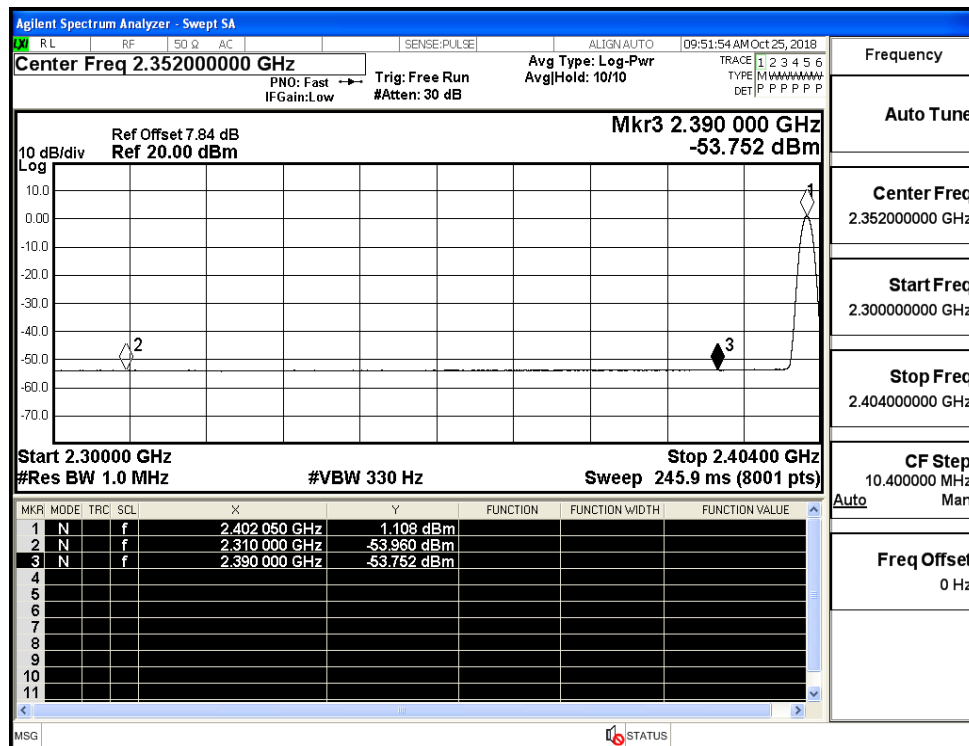 Agilent Spectrum Analyzer - Swept SA
LXI RL RF 50 Ω AC SENSE:PULSE ALIGN AUTO 09:51:54 AM Oct 25, 2018
Center Freq 2.352000000 GHz
PNO: Fast
IFGain:Low
Trig: Free Run
#Atten: 30 dB
Avg Type: Log-Pwr
Avg|Hold: 10/10
TRACE 1 2 3 4 5 6
TYPE M W W W W W
DET P P P P P P
Mkr3 2.390 000 GHz
-53.752 dBm
Ref Offset 7.84 dB
10 dB/div Ref 20.00 dBm
Log
10.0
0.00
-10.0
-20.0
-30.0
-40.0
-50.0
-60.0
-70.0
1
2
3
Start 2.30000 GHz Stop 2.40400 GHz
#Res BW 1.0 MHz #VBW 330 Hz Sweep 245.9 ms (8001 pts)
MKR MODE TRC SCL X Y FUNCTION FUNCTION WIDTH FUNCTION VALUE
1 N f 2.402 050 GHz 1.108 dBm
2 N f 2.310 000 GHz -53.960 dBm
3 N f 2.390 000 GHz -53.752 dBm
4
5
6
7
8
9
10
11
MSG STATUS
Frequency
Auto Tune
Center Freq
2.352000000 GHz
Start Freq
2.300000000 GHz
Stop Freq
2.404000000 GHz
CF Step
10.400000 MHz
Auto Man
Freq Offset
0 Hz